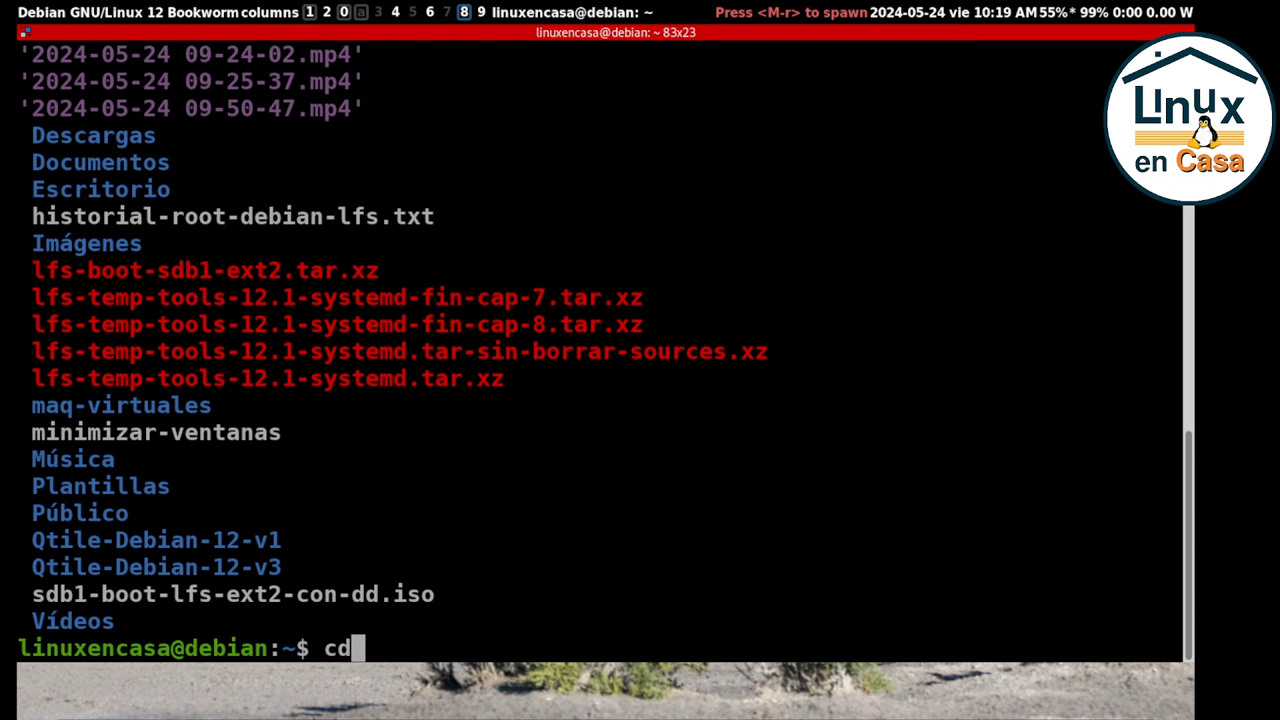 Debian GNU/Linux 12 Bookworm columns 1 2 0 a 3 4 5 6 7 8 9 linuxencasa@debian: ~ Press <M-r> to spawn 2024-05-24 vie 10:19 AM 55%* 99% 0:00 0.00 W
linuxencasa@debian: ~ 83x23
'2024-05-24 09-24-02.mp4'
'2024-05-24 09-25-37.mp4'
'2024-05-24 09-50-47.mp4'
Descargas
Documentos
Escritorio
historial-root-debian-lfs.txt
Imágenes
lfs-boot-sdb1-ext2.tar.xz
lfs-temp-tools-12.1-systemd-fin-cap-7.tar.xz
lfs-temp-tools-12.1-systemd-fin-cap-8.tar.xz
lfs-temp-tools-12.1-systemd.tar-sin-borrar-sources.xz
lfs-temp-tools-12.1-systemd.tar.xz
maq-virtuales
minimizar-ventanas
Música
Plantillas
Público
Qtile-Debian-12-v1
Qtile-Debian-12-v3
sdb1-boot-lfs-ext2-con-dd.iso
Vídeos
linuxencasa@debian:~$ cd
Linux
en Casa